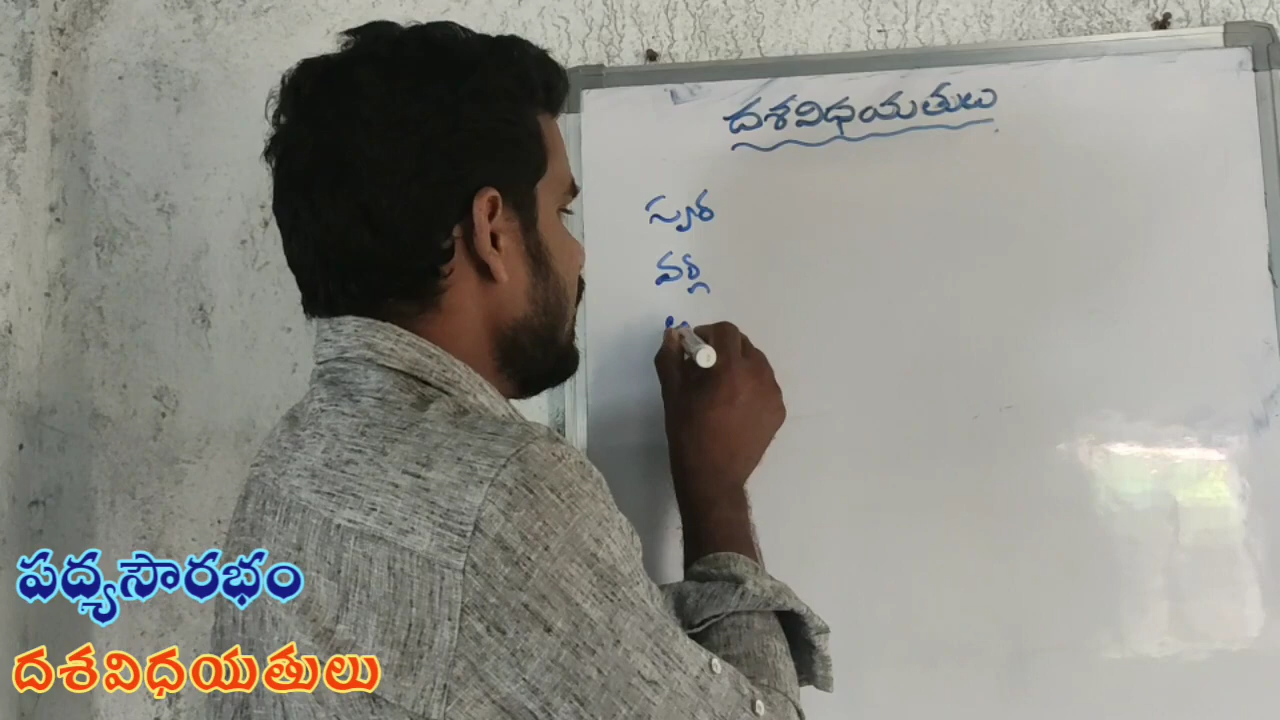 దశవిధయతులు
స్వర
వర్గ
పద్యసౌరభం
దశవిధయతులు